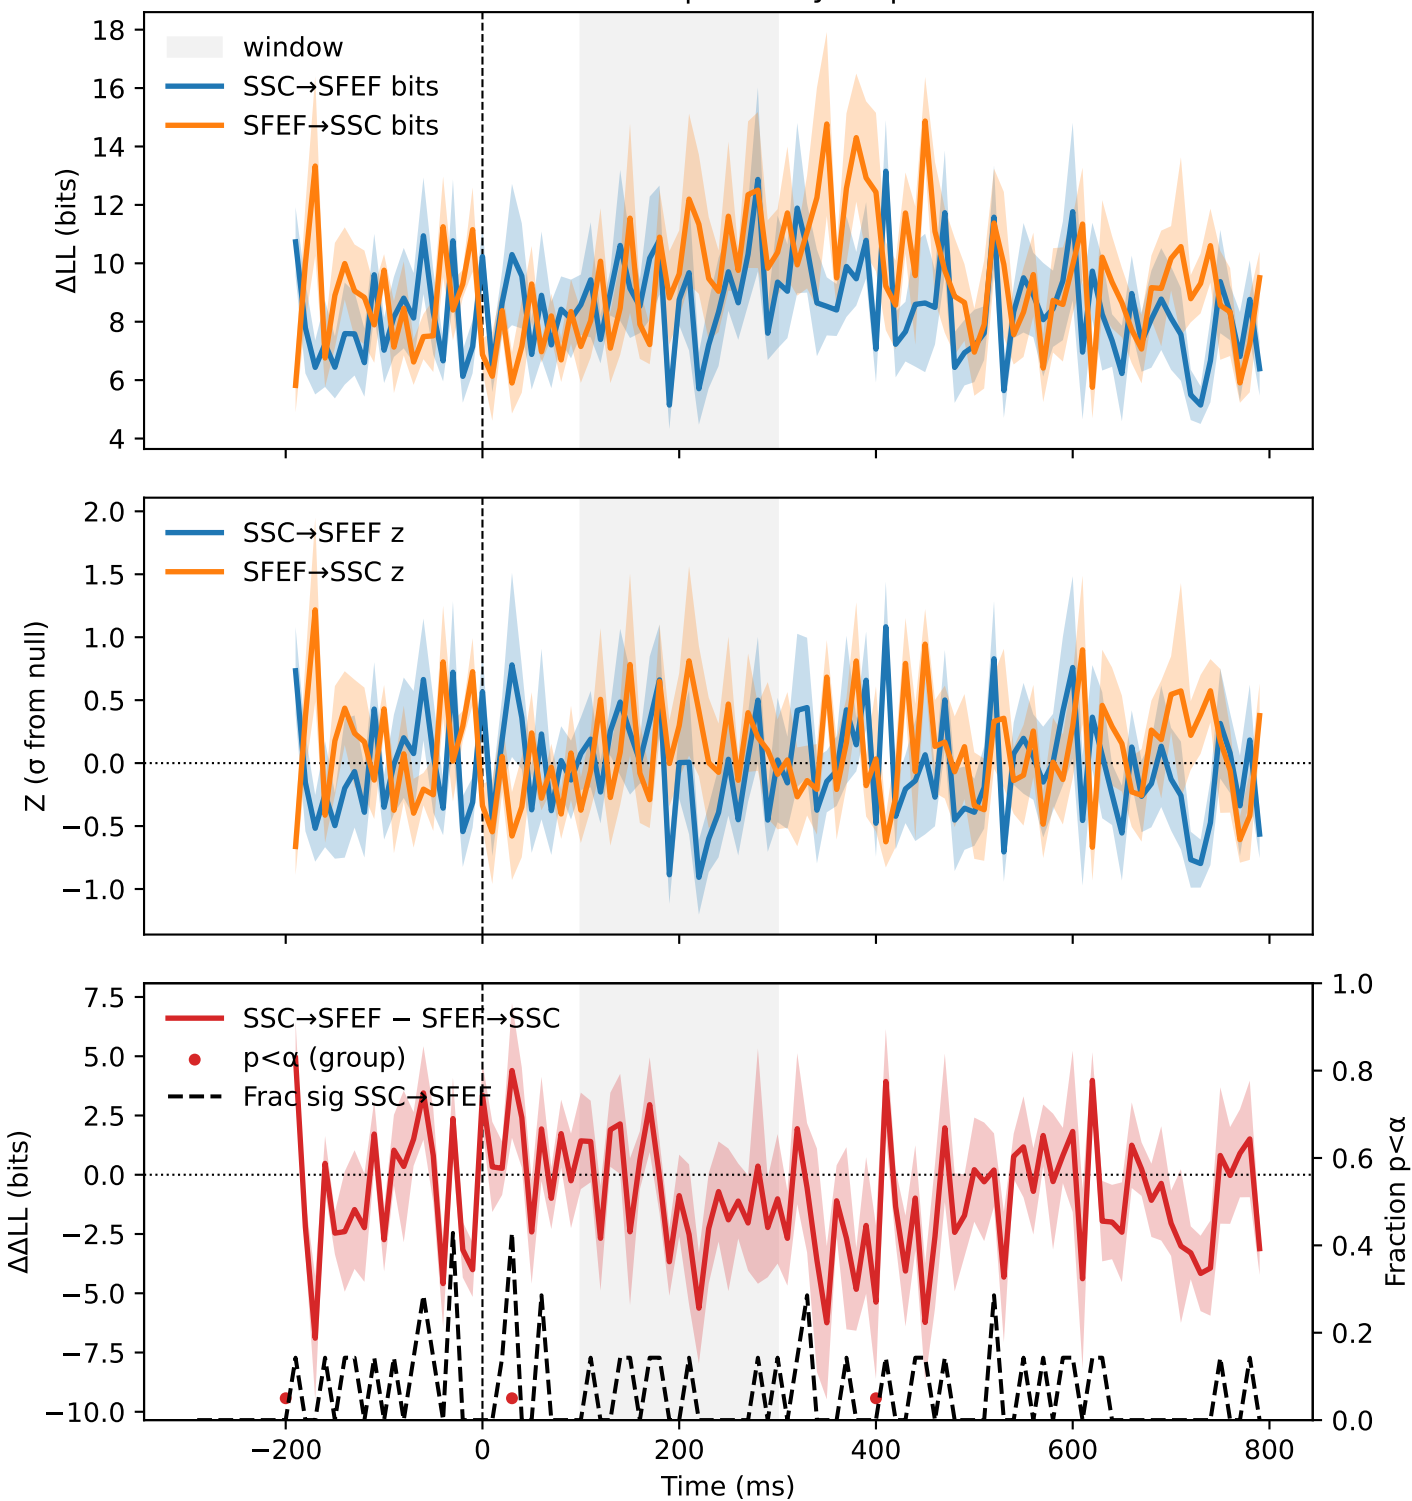 18
16
14
12
10
8
6
4
ΔLL (bits)
window
SSC→SFEF bits
SFEF→SSC bits
2.0
1.5
1.0
0.5
0.0
−0.5
−1.0
Z (σ from null)
SSC→SFEF z
SFEF→SSC z
7.5
5.0
2.5
0.0
−2.5
−5.0
−7.5
−10.0
ΔΔLL (bits)
SSC→SFEF − SFEF→SSC
p<α (group)
Frac sig SSC→SFEF
1.0
0.8
0.6
0.4
0.2
0.0
Fraction p<α
−200
0
200
400
600
800
Time (ms)